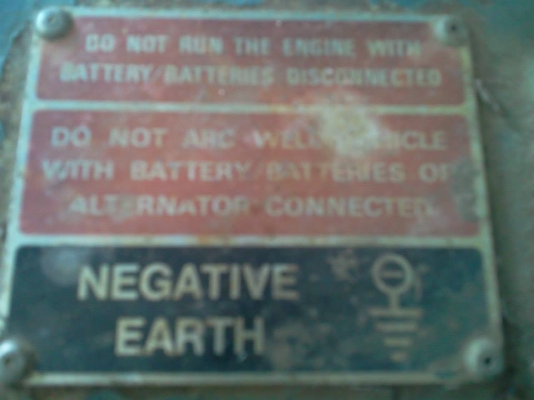 DO NOT RUN THE ENGINE WITH
BATTERY/BATTERIES DISCONNECTED
DO NOT ARC WELD VEHICLE
WITH BATTERY/BATTERIES OR
ALTERNATOR CONNECTED
NEGATIVE
EARTH